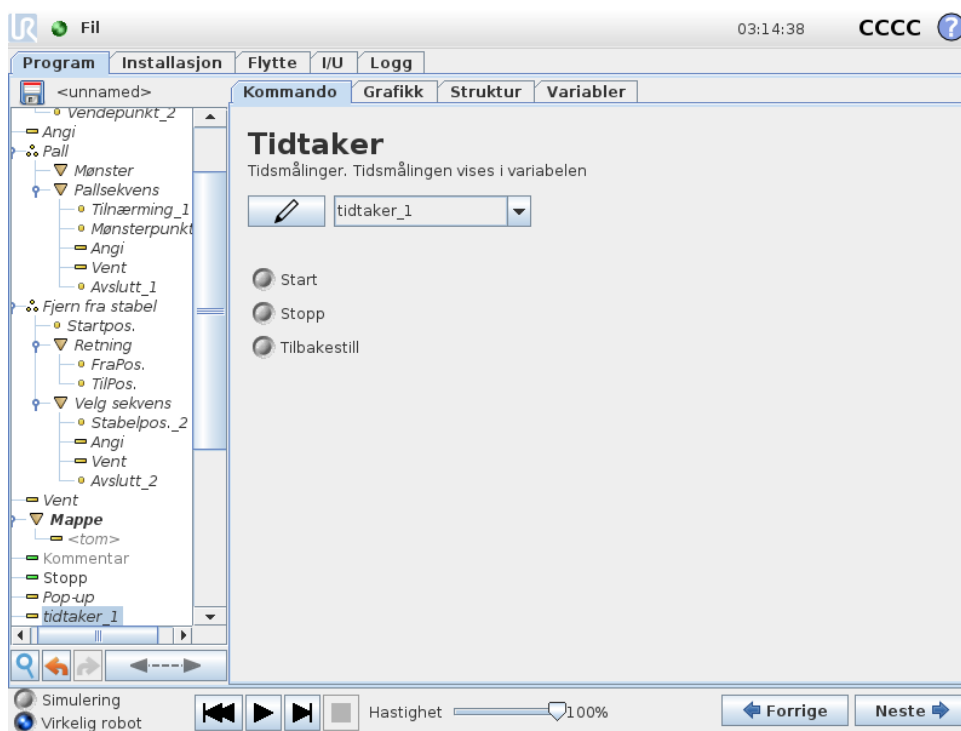 UR Fil 03:14:38 CCCC ?
Program Installasjon Flytte I/U Logg
<unnamed>
Kommando Grafikk Struktur Variabler
Vendepunkt_2
Angi
Pall
Mønster
Pallsekvens
Tilnærming_1
Mønsterpunkt
Angi
Vent
Avslutt_1
Fjern fra stabel
Startpos.
Retning
FraPos.
TilPos.
Velg sekvens
Stabelpos._2
Angi
Vent
Avslutt_2
Vent
Mappe
<tom>
Kommentar
Stopp
Pop-up
tidtaker_1
Tidtaker
Tidsmålinger. Tidsmålingen vises i variabelen
tidtaker_1
Start
Stopp
Tilbakestill
Simulering
Virkelig robot
Hastighet 100%
Forrige Neste